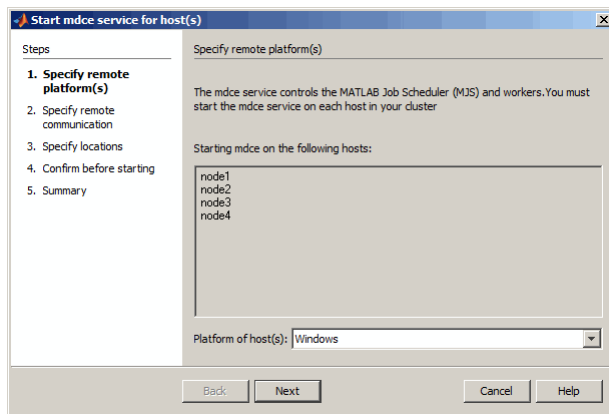 Start mdce service for host(s)
Steps
1. Specify remote
platform(s)
2. Specify remote
communication
3. Specify locations
4. Confirm before starting
5. Summary
Specify remote platform(s)
The mdce service controls the MATLAB Job Scheduler (MJS) and workers.You must
start the mdce service on each host in your cluster
Starting mdce on the following hosts:
node1
node2
node3
node4
Platform of host(s): Windows
Back Next Cancel Help